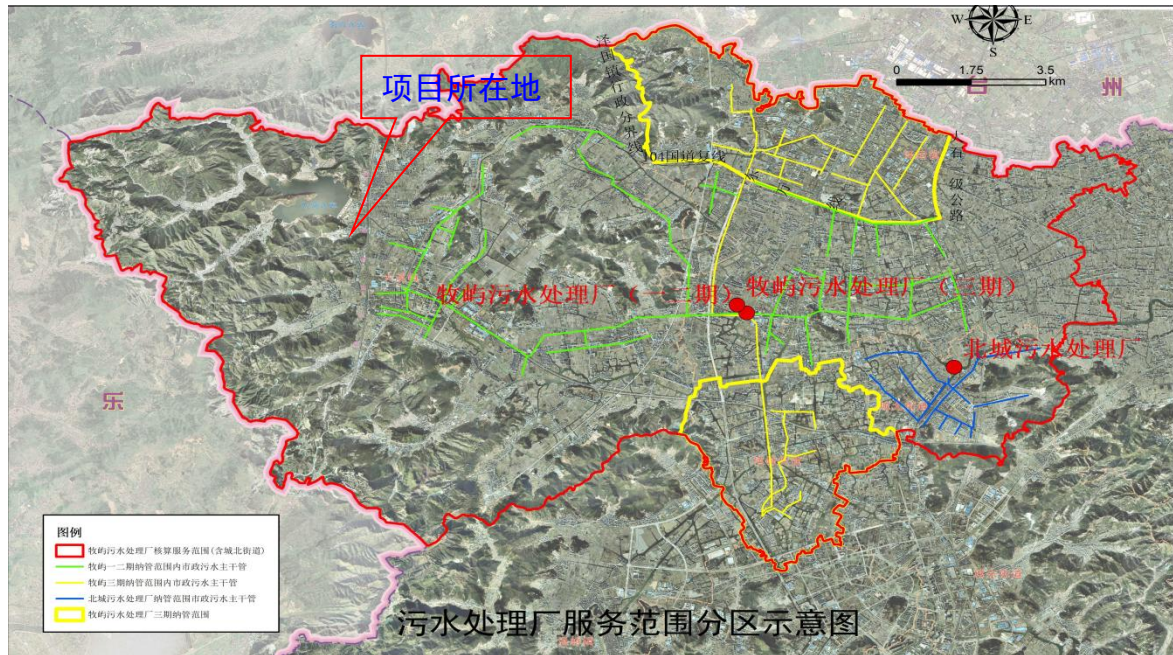 W
E
S
0
1.75
3.5
km
台
州
项目所在地
泽国镇行政分界线
104国道复线
一级公路
牧屿污水处理厂（一二期）
牧屿污水处理厂（三期）
北城污水处理厂
乐
图例
牧屿污水处理厂核算服务范围(含城北街道)
牧屿一二期纳管范围内市政污水主干管
牧屿三期纳管范围内市政污水主干管
北城污水处理厂纳管范围市政污水主干管
牧屿污水处理厂三期纳管范围
污水处理厂服务范围分区示意图